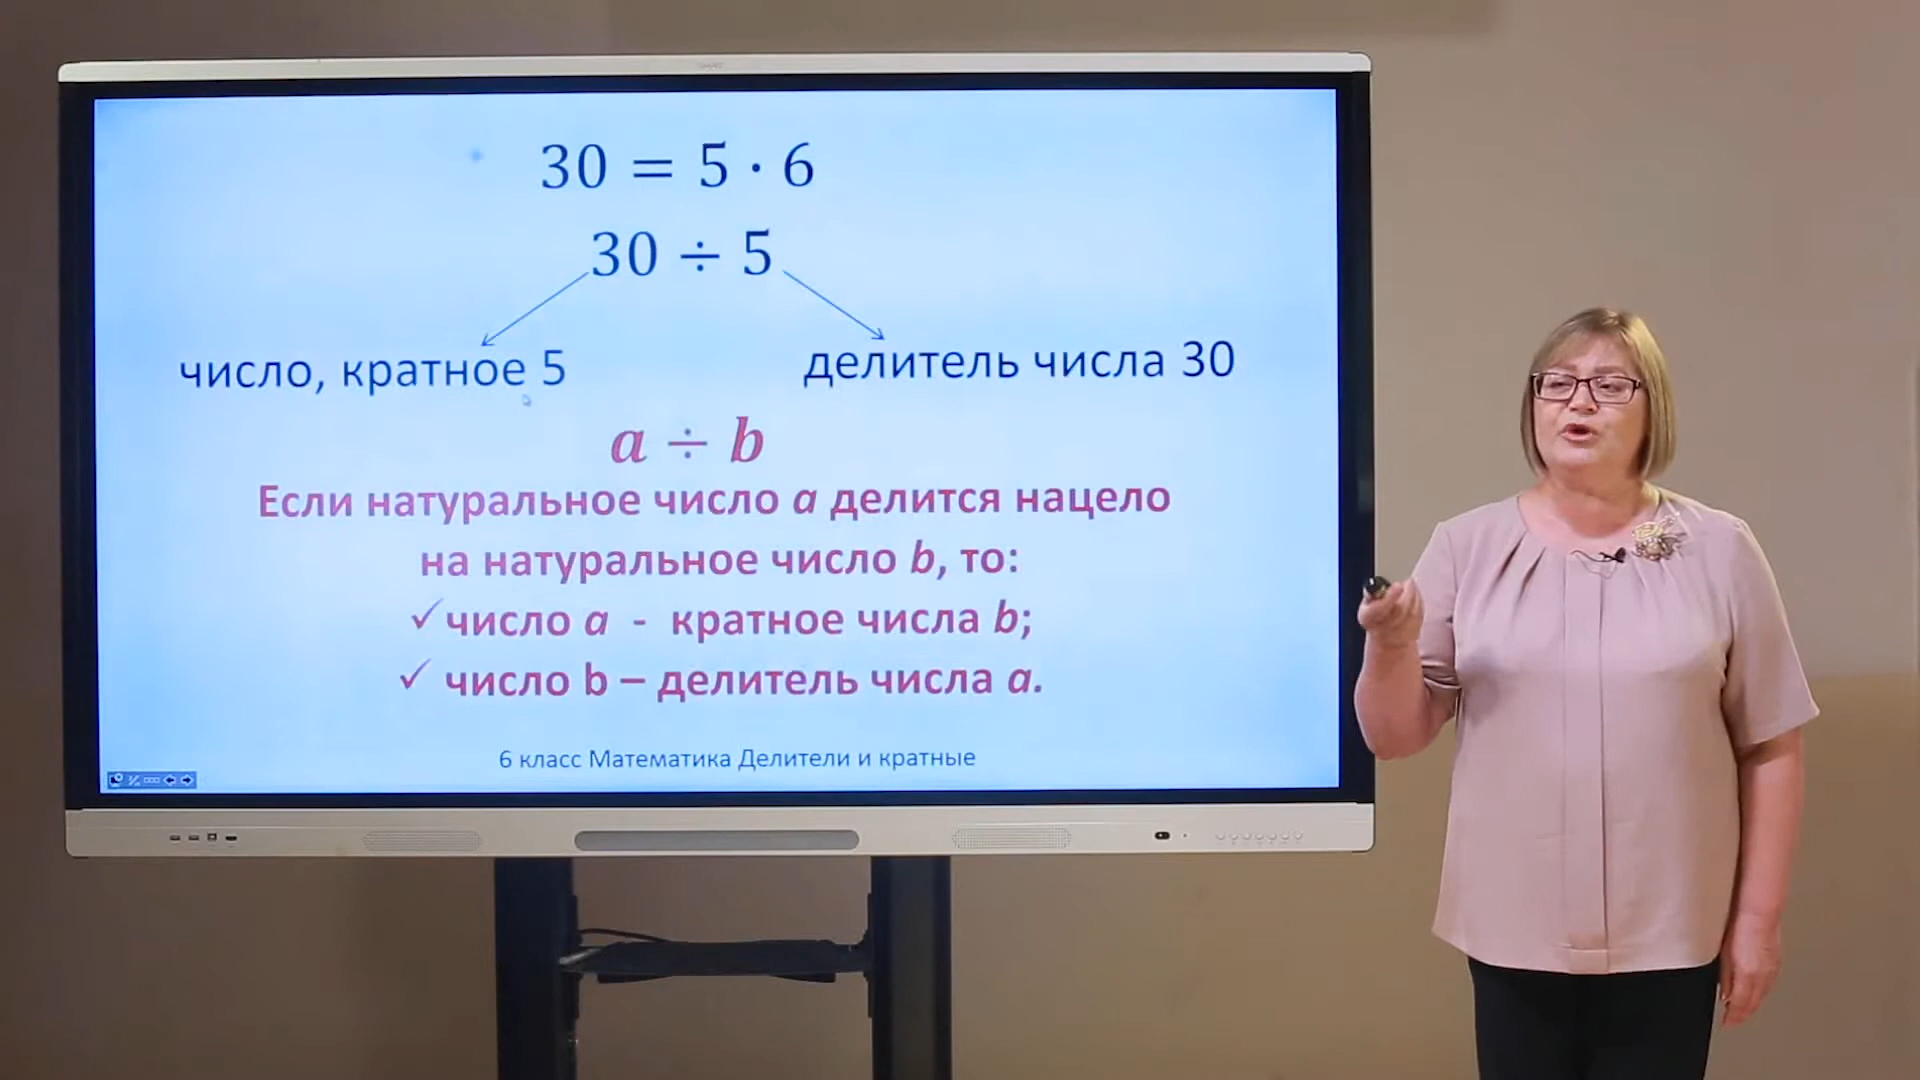 30 = 5 · 6
30 ÷ 5
число, кратное 5
делитель числа 30
a ÷ b
Если натуральное число a делится нацело
на натуральное число b, то:
✓ число a - кратное числа b;
✓ число b – делитель числа a.
6 класс Математика Делители и кратные